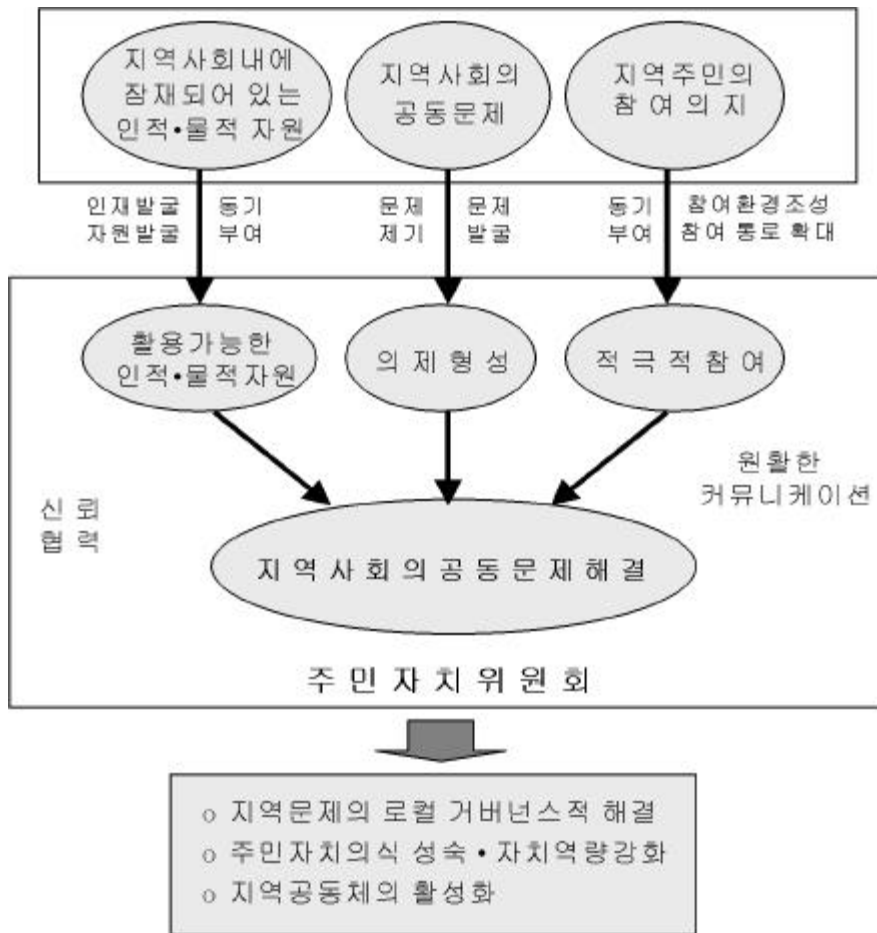 지역사회내에
잠재되어 있는
인적•물적 자원
지역사회의
공동문제
지역주민의
참여의지
인재발굴
자원발굴
동기
부여
문제
제기
문제
발굴
동기
부여
참여환경조성
참여 통로 확대
활용가능한
인적•물적자원
의제형성
적극적참여
신뢰
협력
원활한
커뮤니케이션
지역사회의공동문제해결
주민자치위원회
o 지역문제의 로컬 거버넌스적 해결
o 주민자치의식 성숙•자치역량강화
o 지역공동체의 활성화